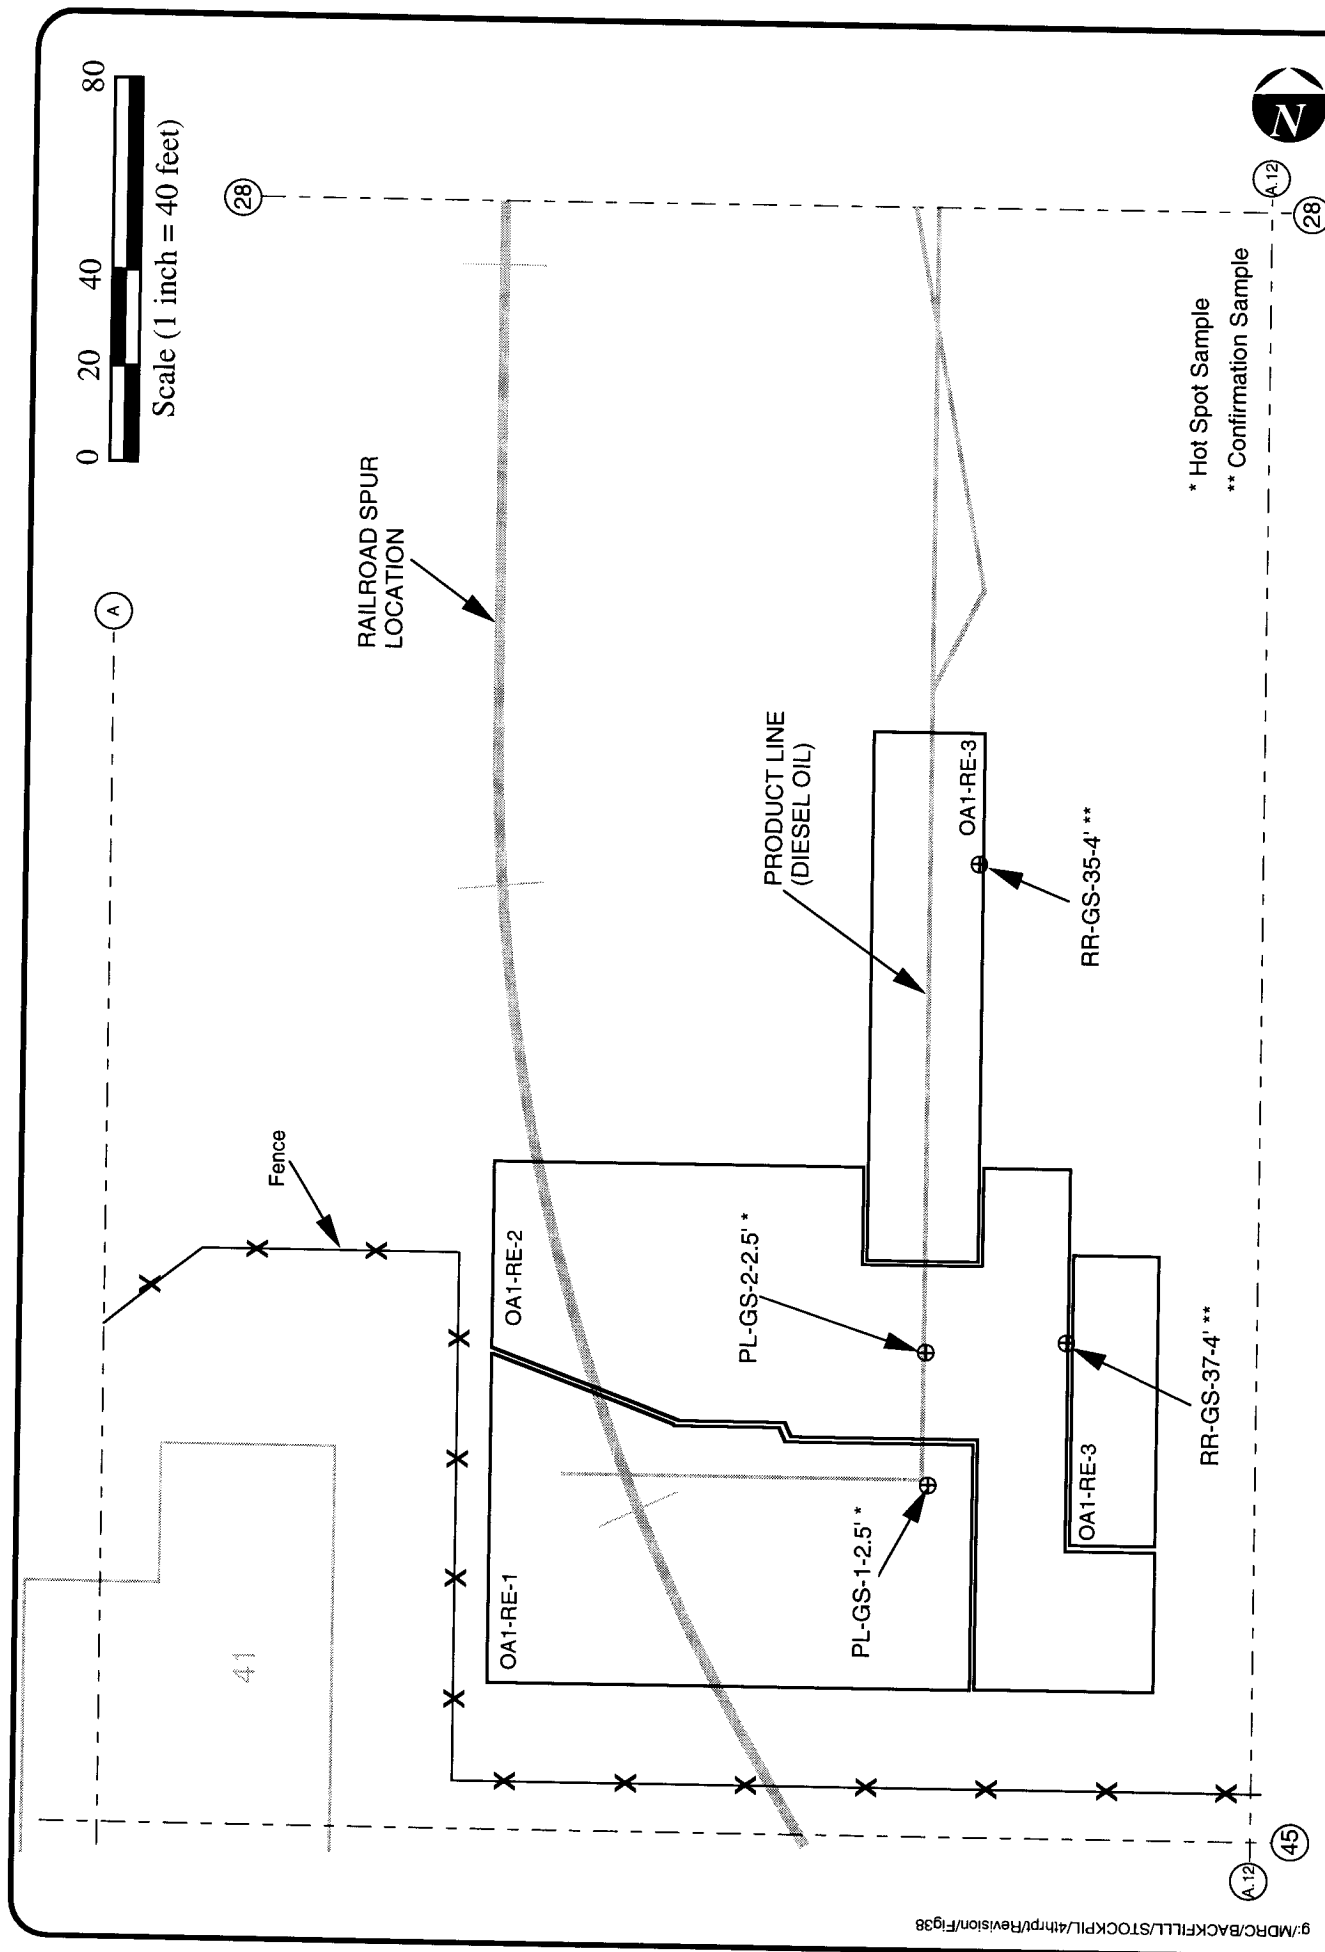 0 20 40 80
Scale (1 inch = 40 feet)
28
A
RAILROAD SPUR
LOCATION
Fence
41
OA1-RE-1
OA1-RE-2
PRODUCT LINE
(DIESEL OIL)
PL-GS-1-2.5' *
PL-GS-2-2.5' *
OA1-RE-3
RR-GS-35-4' **
OA1-RE-3
RR-GS-37-4' **
* Hot Spot Sample
** Confirmation Sample
N
A.12
28
A.12
45
g:/MDRC/BACKFILLL/STOCKPIL/4thrpt/Revision/Fig38